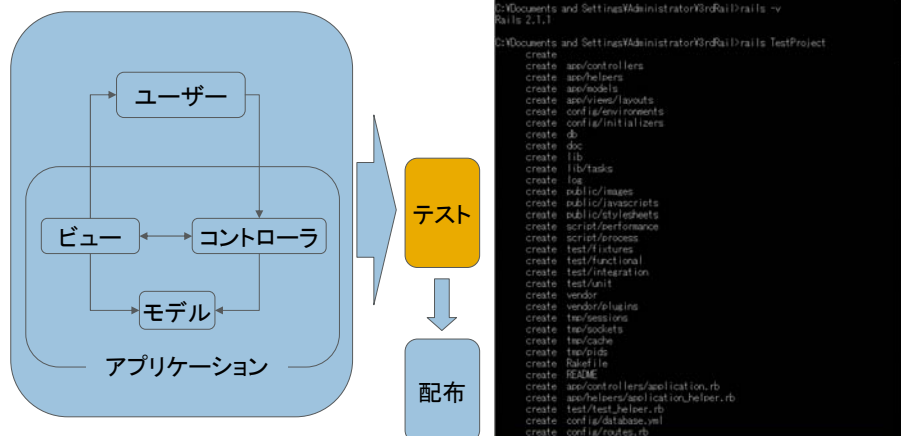 ユーザー
ビュー
コントローラ
モデル
アプリケーション
テスト
配布
C:¥Documents and Settings¥Administrator¥3rdRail>rails -v
Rails 2.1.1
C:¥Documents and Settings¥Administrator¥3rdRail>rails TestProject
create
create app/controllers
create app/helpers
create app/models
create app/views/layouts
create config/environments
create config/initializers
create db
create doc
create lib
create lib/tasks
create log
create public/images
create public/javascripts
create public/stylesheets
create script/performance
create script/process
create test/fixtures
create test/functional
create test/integration
create test/unit
create vendor
create vendor/plugins
create tmp/sessions
create tmp/sockets
create tmp/cache
create tmp/pids
create Rakefile
create README
create app/controllers/application.rb
create app/helpers/application_helper.rb
create test/test_helper.rb
create config/database.yml
create config/routes.rb